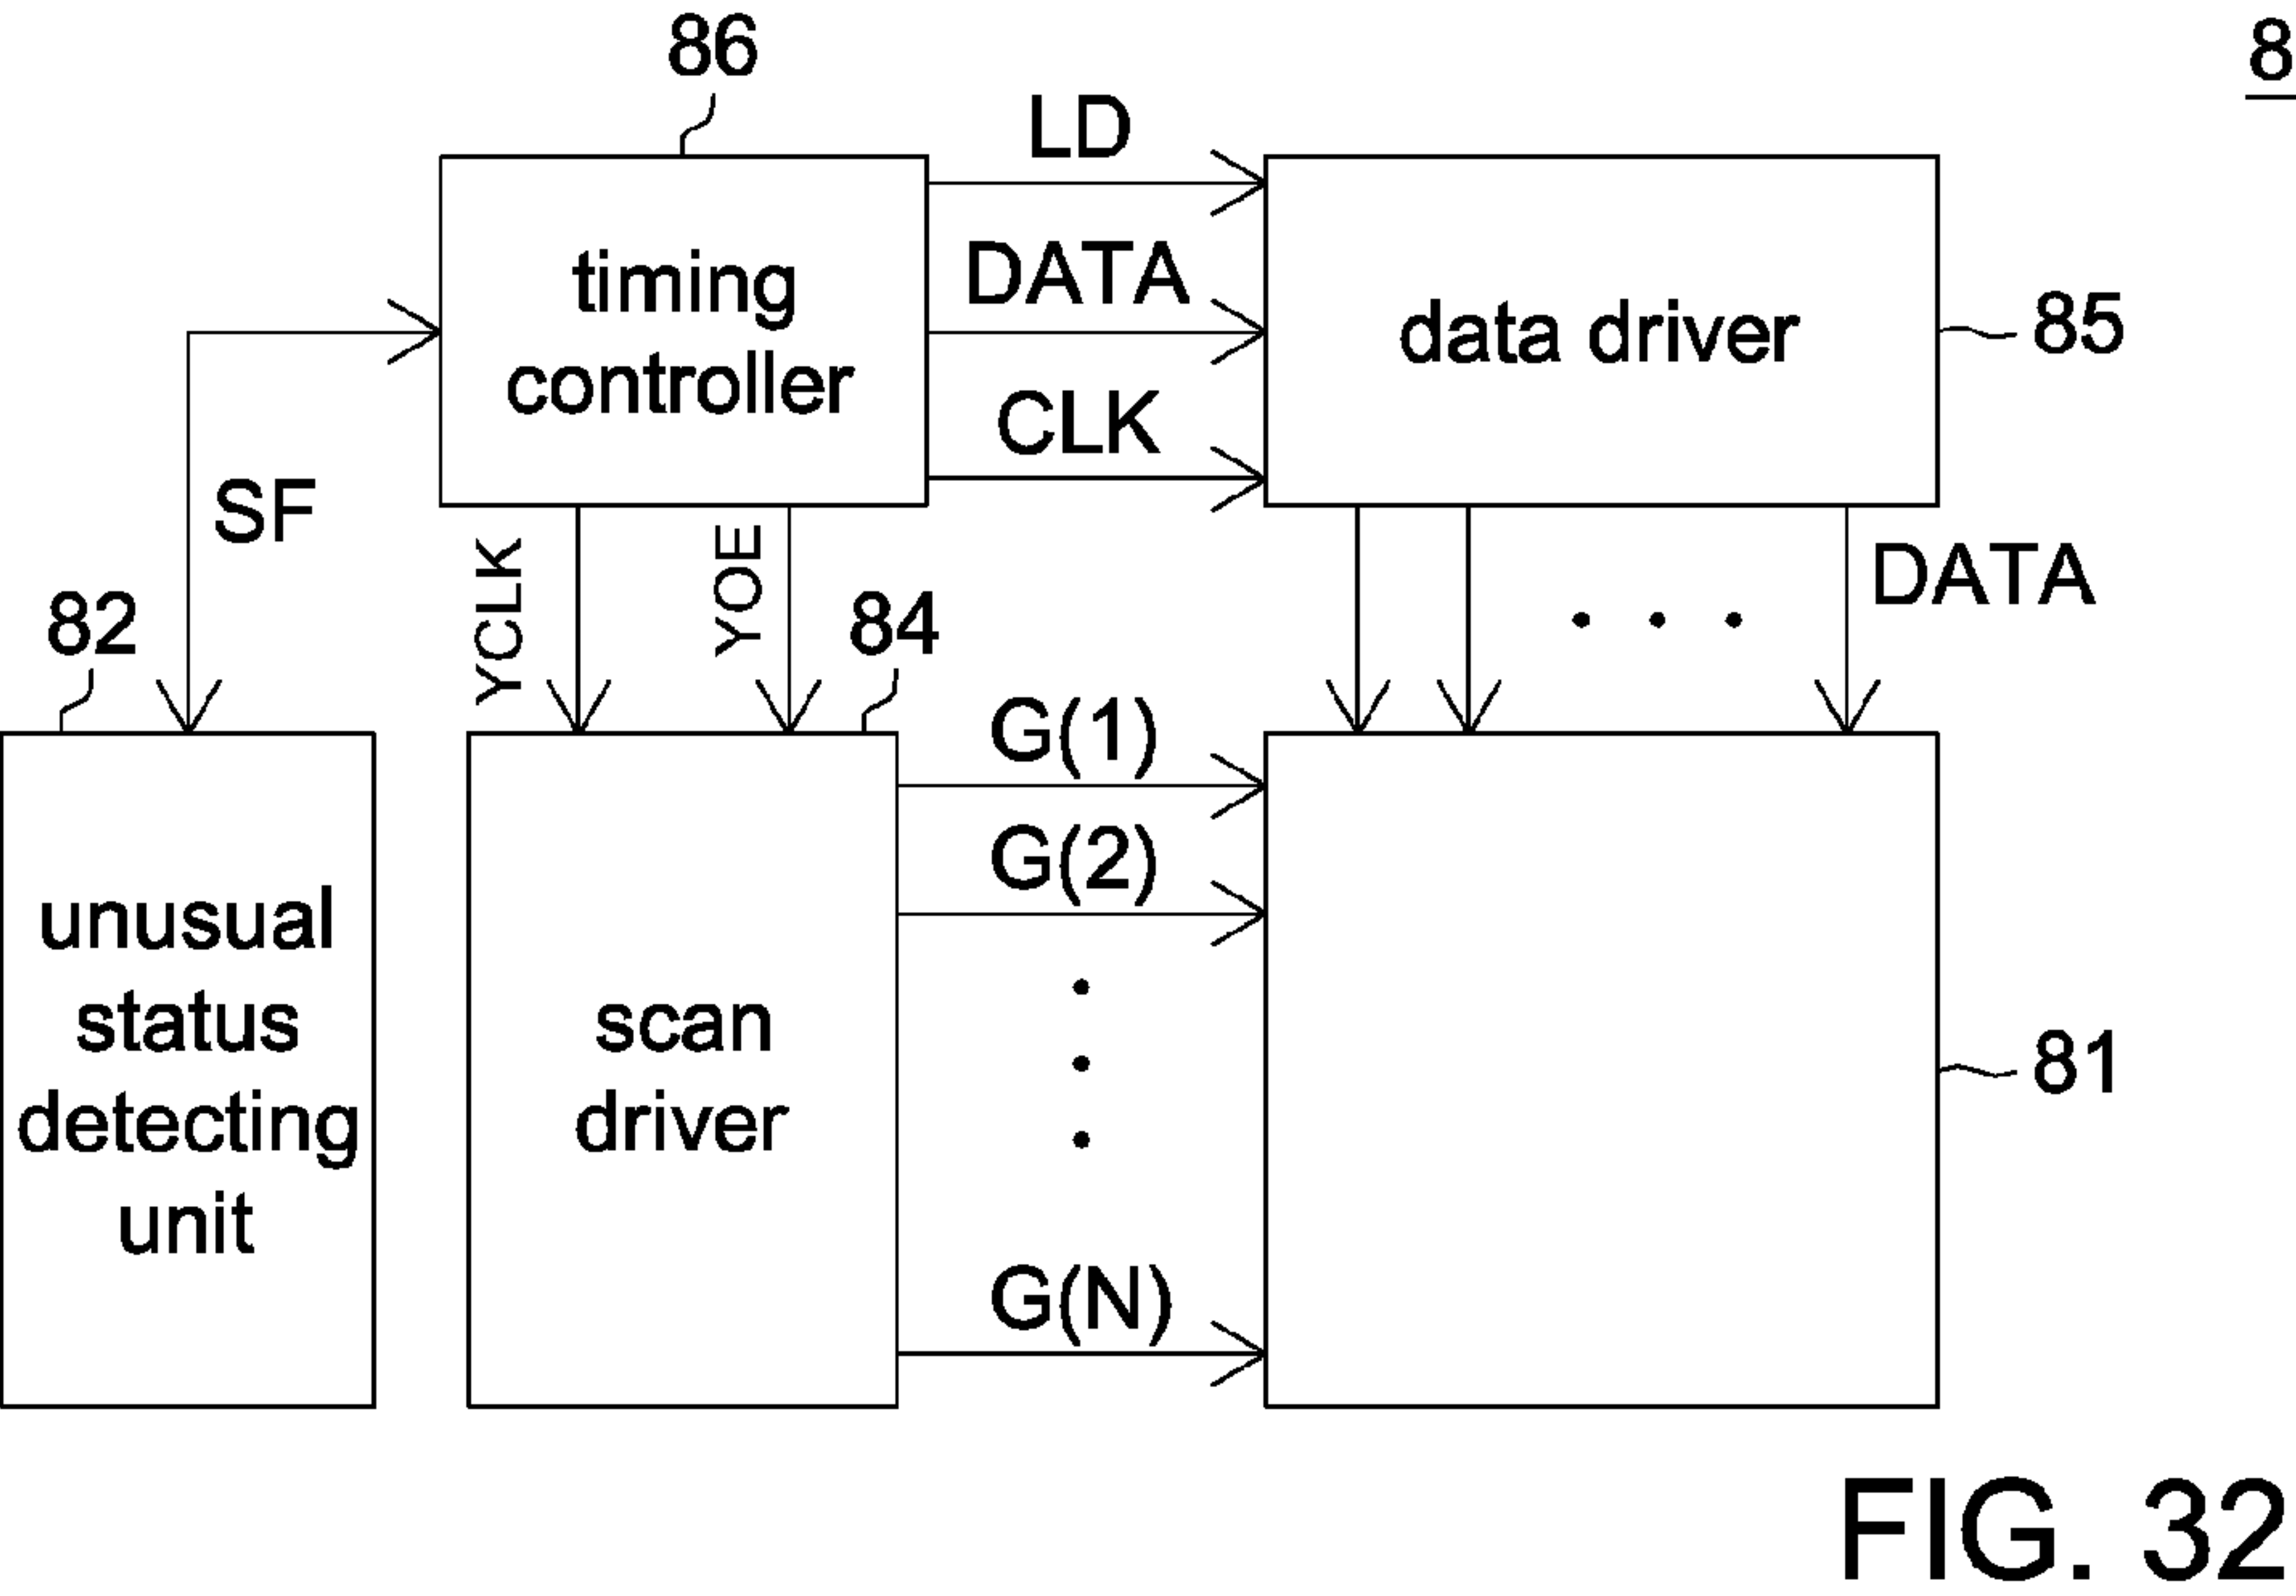 86
8
LD
timing
controller
DATA
data driver
85
CLK
SF
YCLK
YOE
DATA
82
84
G(1)
G(2)
unusual
status
detecting
unit
scan
driver
81
G(N)
FIG. 32